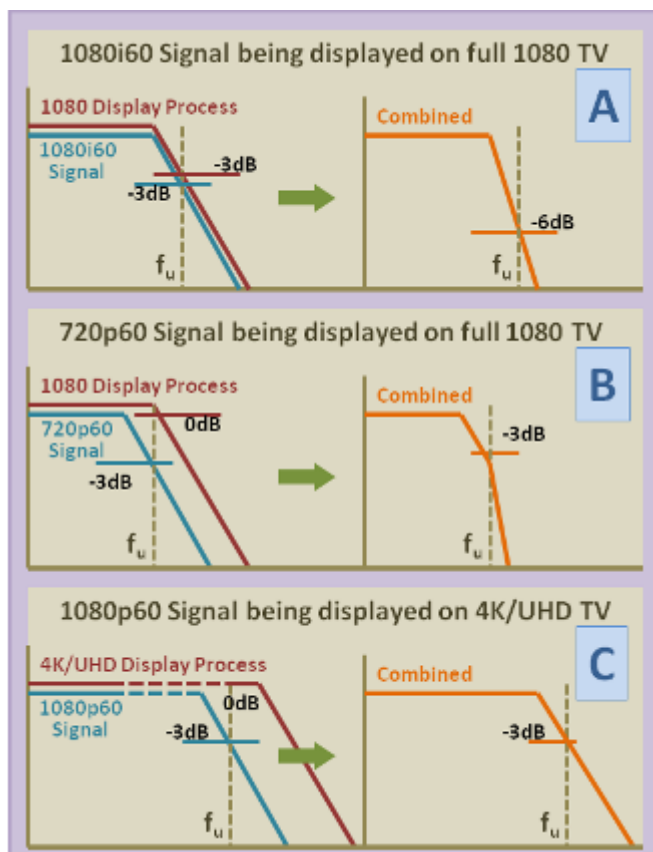 1080i60 Signal being displayed on full 1080 TV
A
1080 Display Process
1080i60
Signal
-3dB
-3dB
fu
Combined
-6dB
fu
720p60 Signal being displayed on full 1080 TV
B
1080 Display Process
720p60
Signal
0dB
-3dB
fu
Combined
-3dB
fu
1080p60 Signal being displayed on 4K/UHD TV
C
4K/UHD Display Process
1080p60
Signal
0dB
-3dB
fu
Combined
-3dB
fu